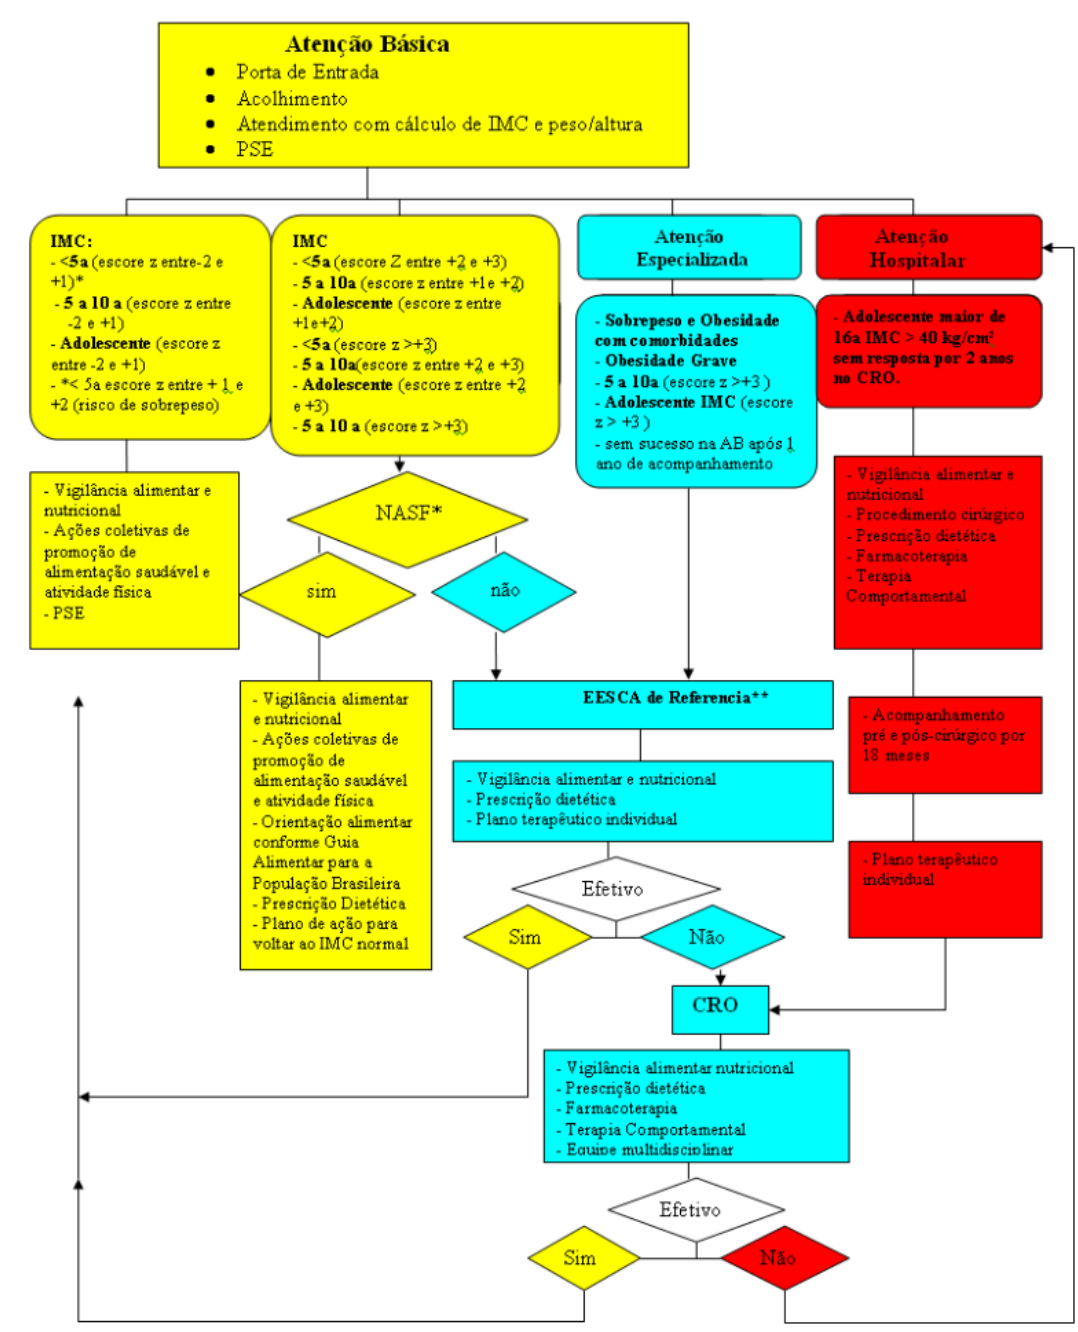 Atenção Básica
• Porta de Entrada
• Acolhimento
• Atendimento com cálculo de IMC e peso/altura
• PSE
IMC:
- <5a (escore z entre-2 e
+1)*
- 5 a 10 a (escore z entre
-2 e +1)
- Adolescente (escore z
entre -2 e +1)
- *< 5a escore z entre + 1 e
+2 (risco de sobrepeso)
IMC
- <5a (escore Z entre +2 e +3)
- 5 a 10a (escore z entre +1e +2)
- Adolescente (escore z entre
+1e+2)
- <5a (escore z >+3)
- 5 a 10a(escore z entre +2 e +3)
- Adolescente (escore z entre +2
e +3)
- 5 a 10 a (escore z >+3)
Atenção
Especializada
- Sobrepeso e Obesidade
com comorbidades
- Obesidade Grave
- 5 a 10a (escore z >+3 )
- Adolescente IMC (escore
z > +3 )
- sem sucesso na AB após 1
ano de acompanhamento
Atenção
Hospitalar
- Adolescente maior de
16a IMC > 40 kg/cm²
sem resposta por 2 anos
no CRO.
- Vigilância alimentar e
nutricional
- Ações coletivas de
promoção de
alimentação saudável e
atividade física
- PSE
NASF*
sim
não
- Vigilância alimentar e
nutricional
- Procedimento cirúrgico
- Prescrição dietética
- Farmacoterapia
- Terapia
Comportamental
- Vigilância alimentar
e nutricional
- Ações coletivas de
promoção de
alimentação saudável
e atividade física
- Orientação alimentar
conforme Guia
Alimentar para a
População Brasileira
- Prescrição Dietética
- Plano de ação para
voltar ao IMC normal
EESCA de Referencia**
- Vigilância alimentar e nutricional
- Prescrição dietética
- Plano terapêutico individual
- Acompanhamento
pré e pós-cirúrgico por
18 meses
- Plano terapêutico
individual
Efetivo
Sim
Não
CRO
- Vigilância alimentar nutricional
- Prescrição dietética
- Farmacoterapia
- Terapia Comportamental
- Equipe multidisciplinar
Efetivo
Sim
Não